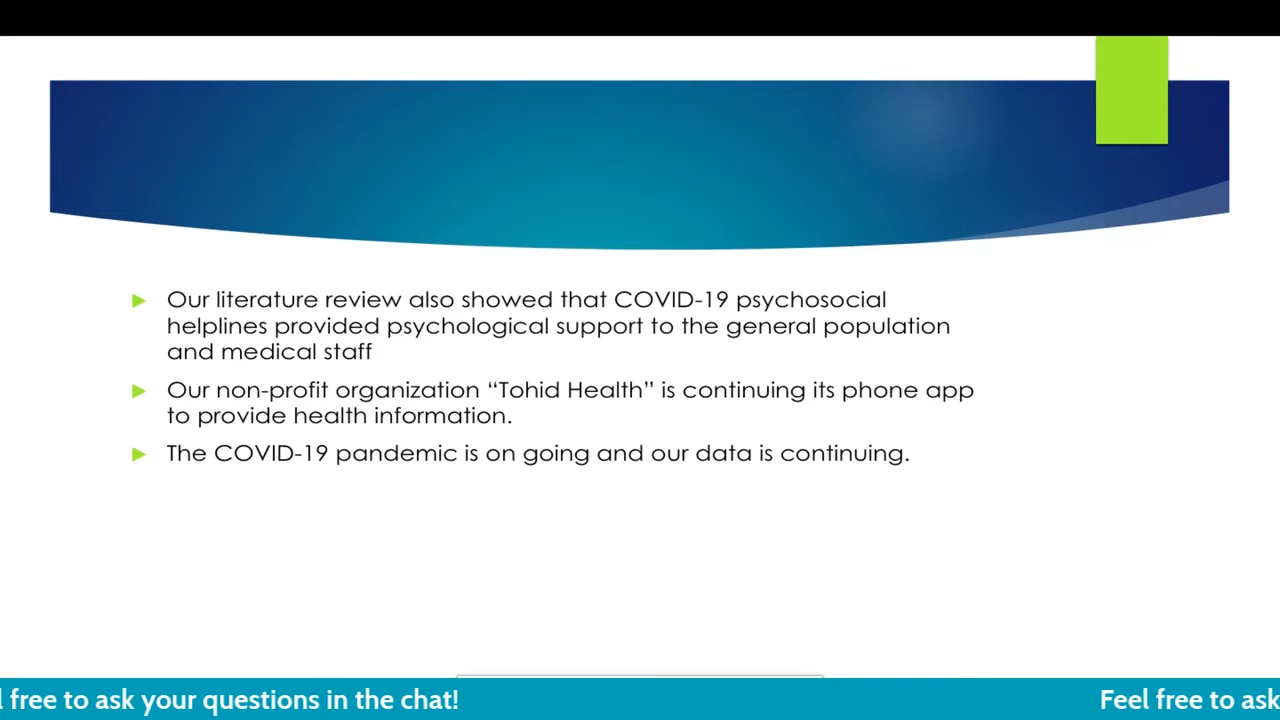 Our literature review also showed that COVID-19 psychosocial
helplines provided psychological support to the general population
and medical staff
Our non-profit organization “Tohid Health” is continuing its phone app
to provide health information.
The COVID-19 pandemic is on going and our data is continuing.
free to ask your questions in the chat!
Feel free to ask